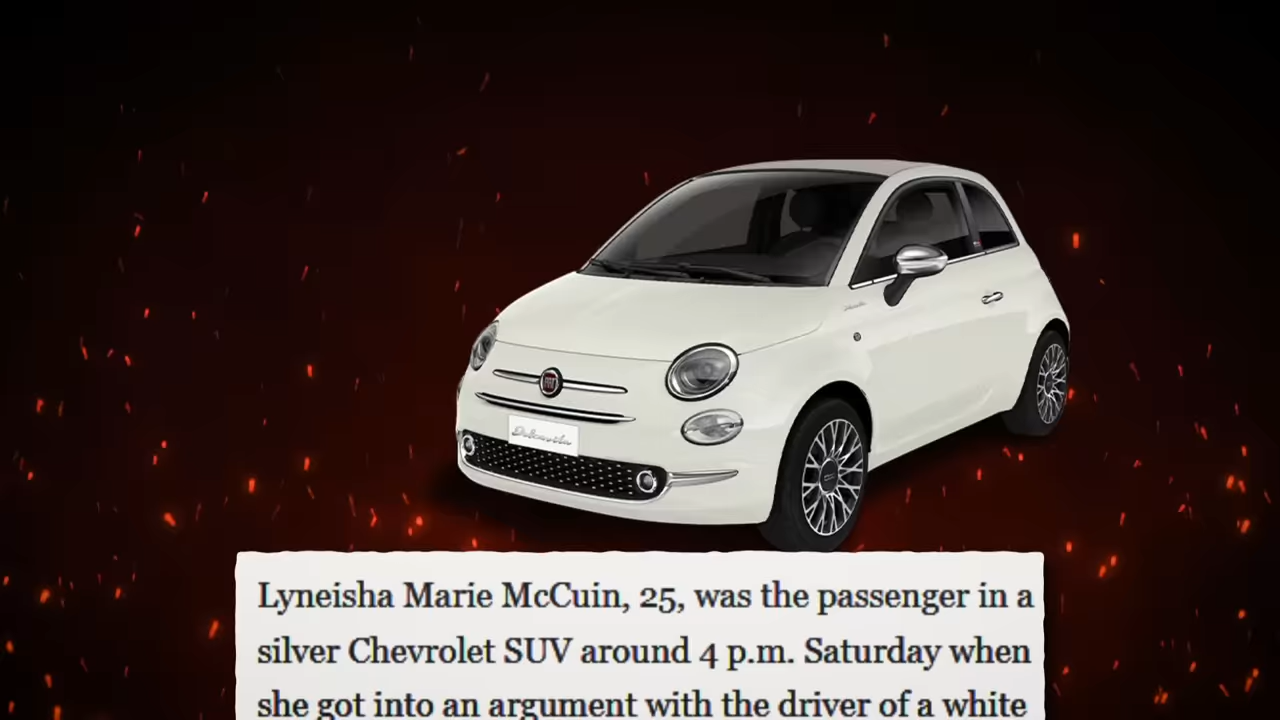 Dolcevita
Lyneisha Marie McCuin, 25, was the passenger in a
silver Chevrolet SUV around 4 p.m. Saturday when
she got into an argument with the driver of a white